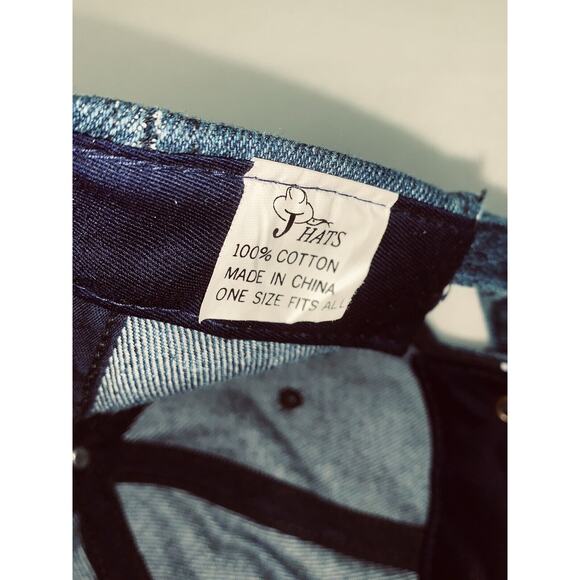 J HATS
100% COTTON
MADE IN CHINA
ONE SIZE FITS ALL